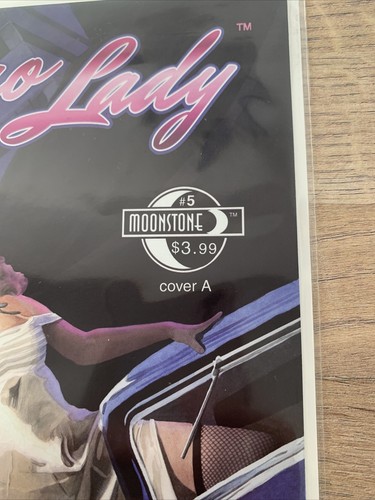 o Lady ™
#5
MOONSTONE ™
$3.99
cover A